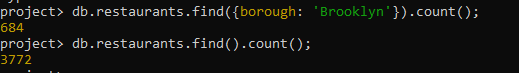 project> db.restaurants.find({borough: 'Brooklyn'}).count();
684
project> db.restaurants.find().count();
3772